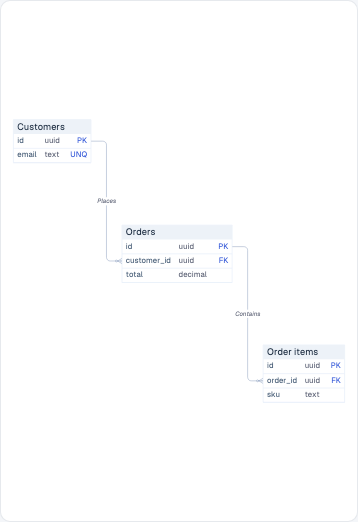 Customers
id uuid PK
email text UNQ
Places
Orders
id uuid PK
customer_id uuid FK
total decimal
Contains
Order items
id uuid PK
order_id uuid FK
sku text